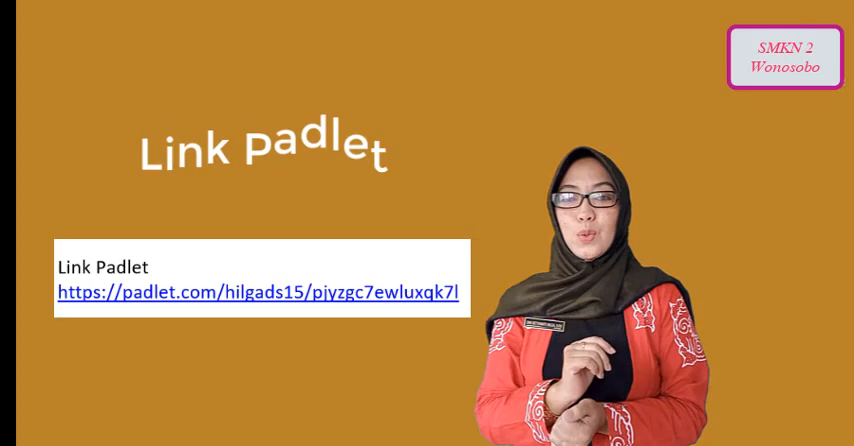 SMKN 2
Wonosobo
Link Padlet
Link Padlet
https://padlet.com/hilgads15/pjyzgc7ewluxqk7l